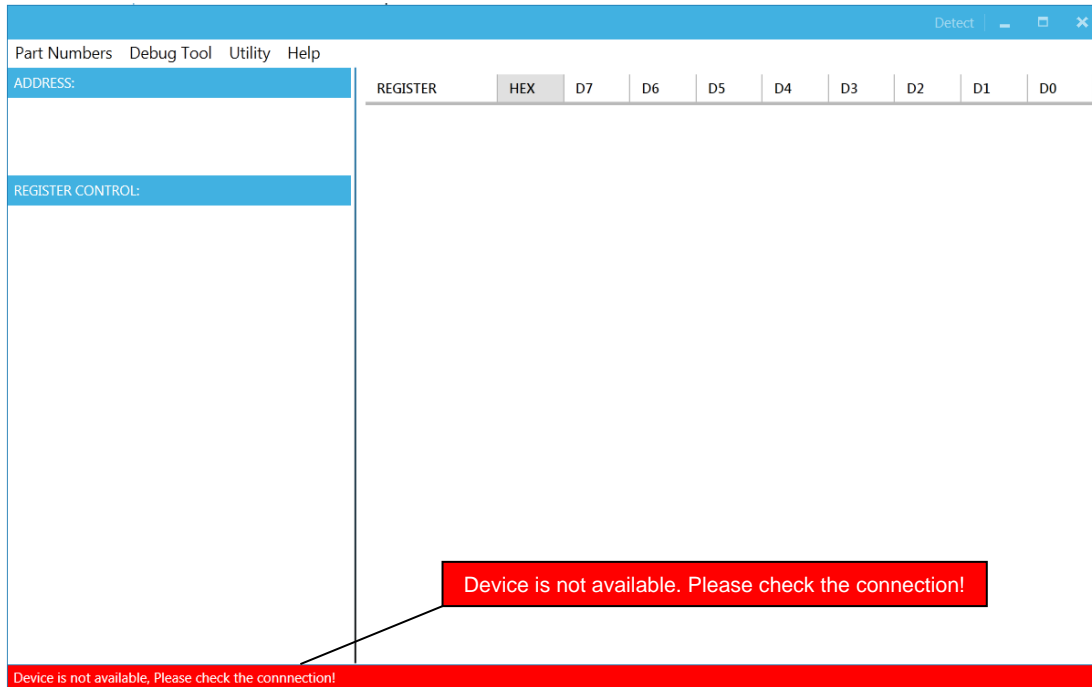 Detect
Part Numbers Debug Tool Utility Help
ADDRESS:
REGISTER HEX D7 D6 D5 D4 D3 D2 D1 D0
REGISTER CONTROL:
Device is not available. Please check the connection!
Device is not available, Please check the connnection!